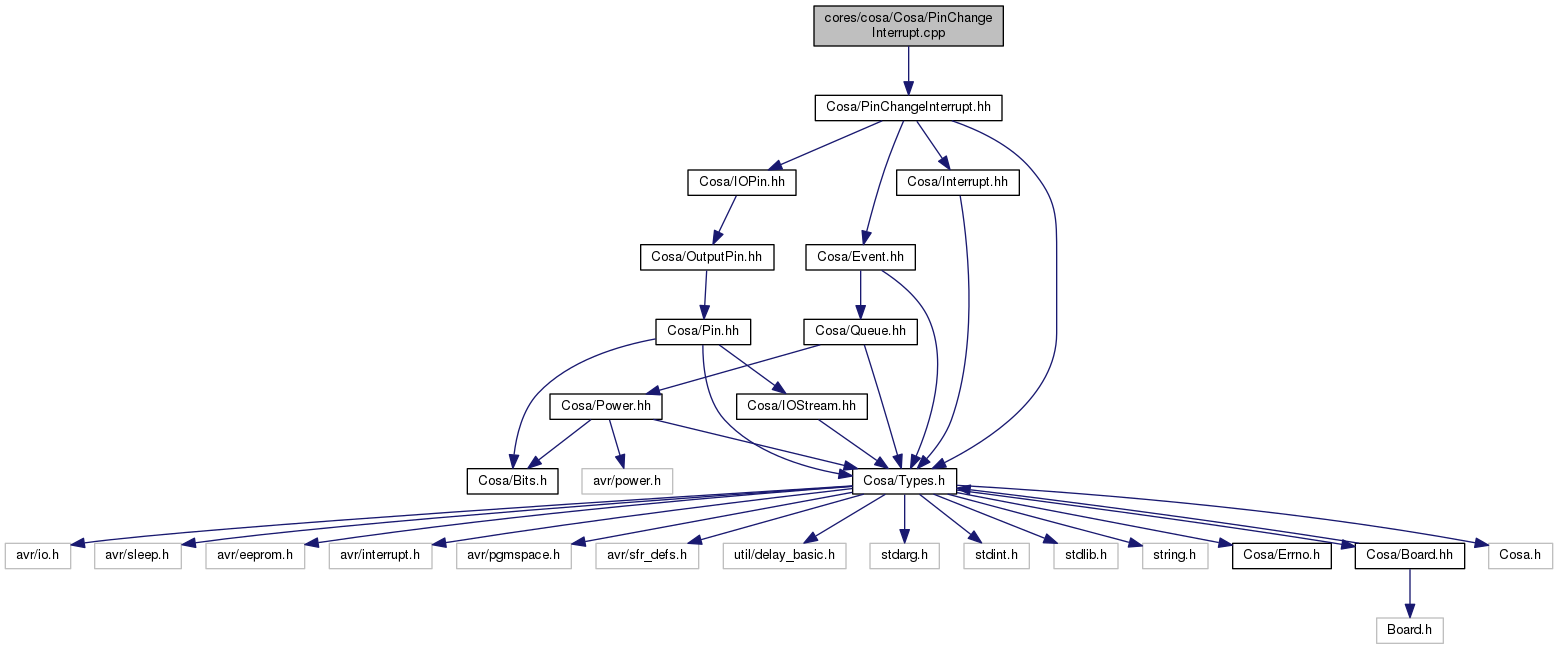 cores/cosa/Cosa/PinChange
Interrupt.cpp
Cosa/PinChangeInterrupt.hh
Cosa/IOPin.hh
Cosa/Interrupt.hh
Cosa/OutputPin.hh
Cosa/Event.hh
Cosa/Pin.hh
Cosa/Queue.hh
Cosa/Power.hh
Cosa/IOStream.hh
Cosa/Bits.h
avr/power.h
Cosa/Types.h
avr/io.h
avr/sleep.h
avr/eeprom.h
avr/interrupt.h
avr/pgmspace.h
avr/sfr_defs.h
util/delay_basic.h
stdarg.h
stdint.h
stdlib.h
string.h
Cosa/Errno.h
Cosa/Board.hh
Cosa.h
Board.h